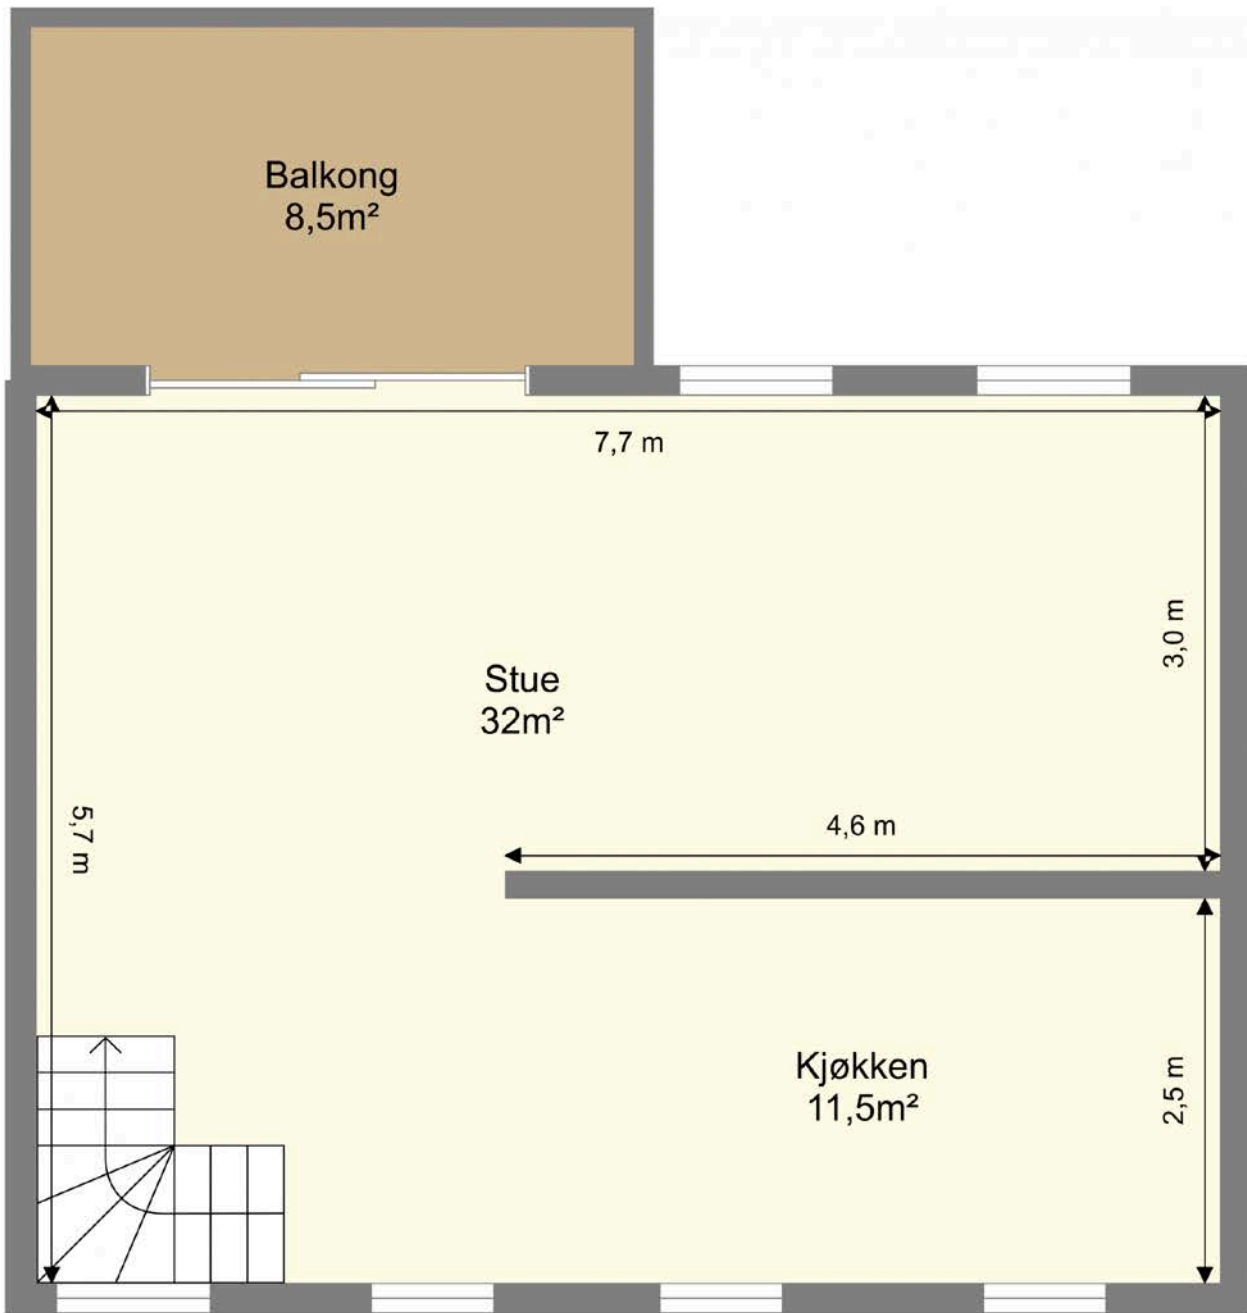 Balkong
8,5m²
7,7 m
3,0 m
Stue
32m²
5,7 m
4,6 m
Kjøkken
11,5m²
2,5 m